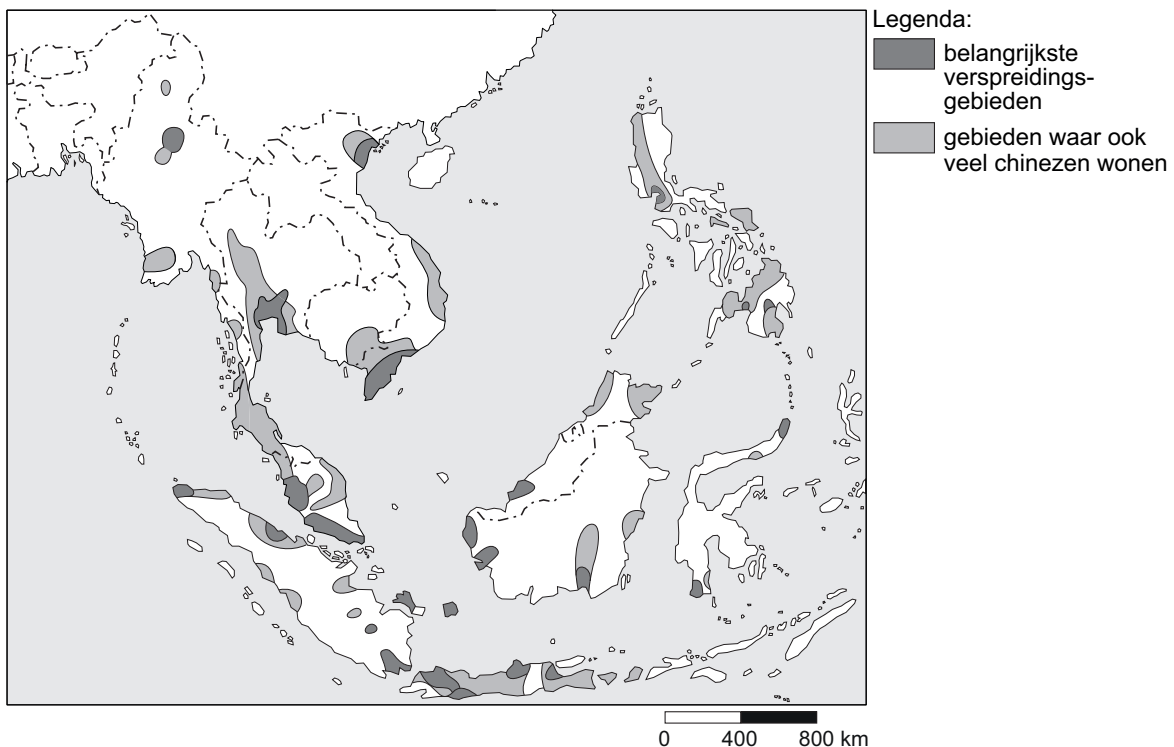 Legenda:
belangrijkste
verspreidings-
gebieden
gebieden waar ook
veel chinezen wonen
0 400 800 km